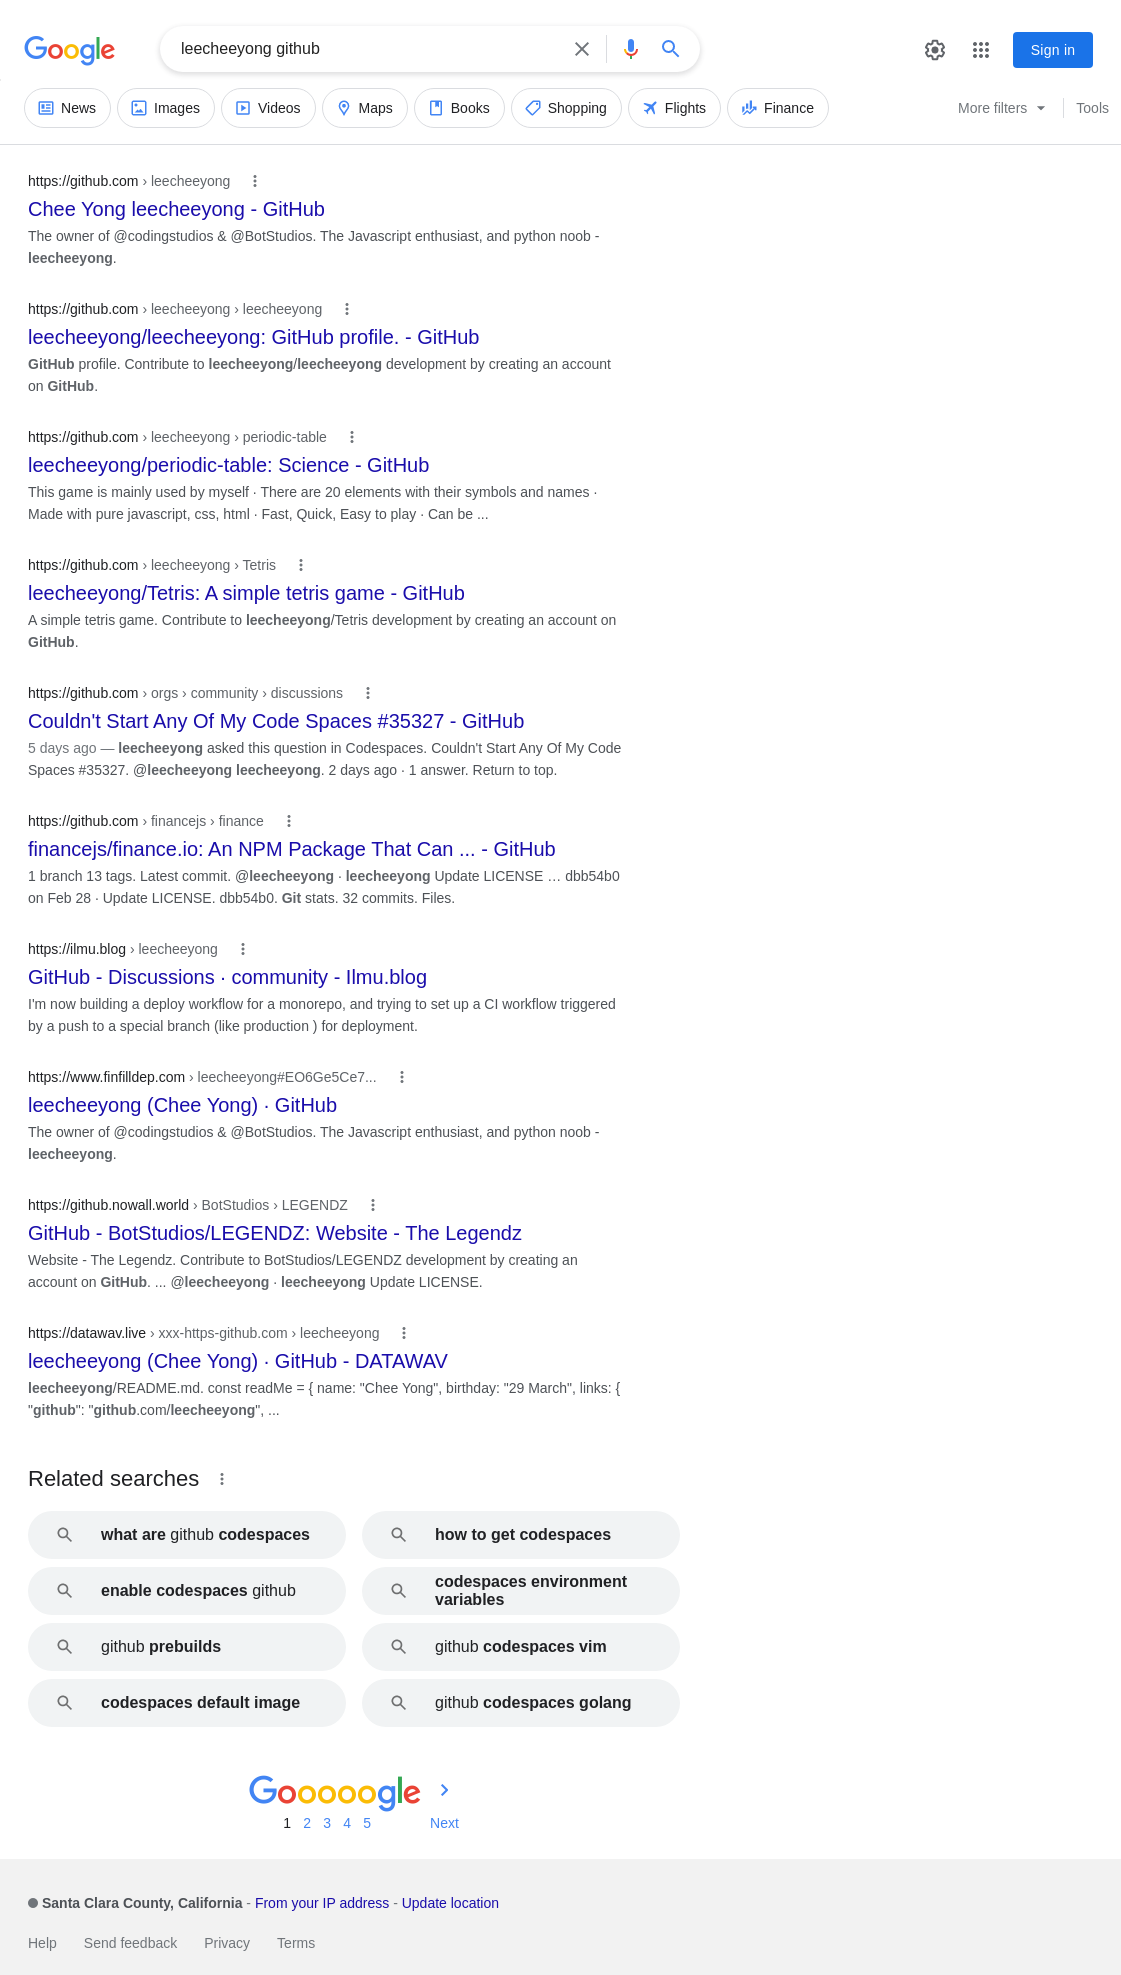 Google
leecheeyong github
Sign in
News Images Videos Maps Books Shopping Flights Finance More filters Tools
https://github.com › leecheeyong
Chee Yong leecheeyong - GitHub
The owner of @codingstudios & @BotStudios. The Javascript enthusiast, and python noob -
leecheeyong.
https://github.com › leecheeyong › leecheeyong
leecheeyong/leecheeyong: GitHub profile. - GitHub
GitHub profile. Contribute to leecheeyong/leecheeyong development by creating an account
on GitHub.
https://github.com › leecheeyong › periodic-table
leecheeyong/periodic-table: Science - GitHub
This game is mainly used by myself · There are 20 elements with their symbols and names ·
Made with pure javascript, css, html · Fast, Quick, Easy to play · Can be ...
https://github.com › leecheeyong › Tetris
leecheeyong/Tetris: A simple tetris game - GitHub
A simple tetris game. Contribute to leecheeyong/Tetris development by creating an account on
GitHub.
https://github.com › orgs › community › discussions
Couldn't Start Any Of My Code Spaces #35327 - GitHub
5 days ago — leecheeyong asked this question in Codespaces. Couldn't Start Any Of My Code
Spaces #35327. @leecheeyong leecheeyong. 2 days ago · 1 answer. Return to top.
https://github.com › financejs › finance
financejs/finance.io: An NPM Package That Can ... - GitHub
1 branch 13 tags. Latest commit. @leecheeyong · leecheeyong Update LICENSE … dbb54b0
on Feb 28 · Update LICENSE. dbb54b0. Git stats. 32 commits. Files.
https://ilmu.blog › leecheeyong
GitHub - Discussions · community - Ilmu.blog
I'm now building a deploy workflow for a monorepo, and trying to set up a CI workflow triggered
by a push to a special branch (like production ) for deployment.
https://www.finfilldep.com › leecheeyong#EO6Ge5Ce7...
leecheeyong (Chee Yong) · GitHub
The owner of @codingstudios & @BotStudios. The Javascript enthusiast, and python noob -
leecheeyong.
https://github.nowall.world › BotStudios › LEGENDZ
GitHub - BotStudios/LEGENDZ: Website - The Legendz
Website - The Legendz. Contribute to BotStudios/LEGENDZ development by creating an
account on GitHub. ... @leecheeyong · leecheeyong Update LICENSE.
https://datawav.live › xxx-https-github.com › leecheeyong
leecheeyong (Chee Yong) · GitHub - DATAWAV
leecheeyong/README.md. const readMe = { name: "Chee Yong", birthday: "29 March", links: {
"github": "github.com/leecheeyong", ...
Related searches
what are github codespaces
how to get codespaces
enable codespaces github
codespaces environment
variables
github prebuilds
github codespaces vim
codespaces default image
github codespaces golang
Gooooogle
1 2 3 4 5 Next
Santa Clara County, California - From your IP address - Update location
Help Send feedback Privacy Terms